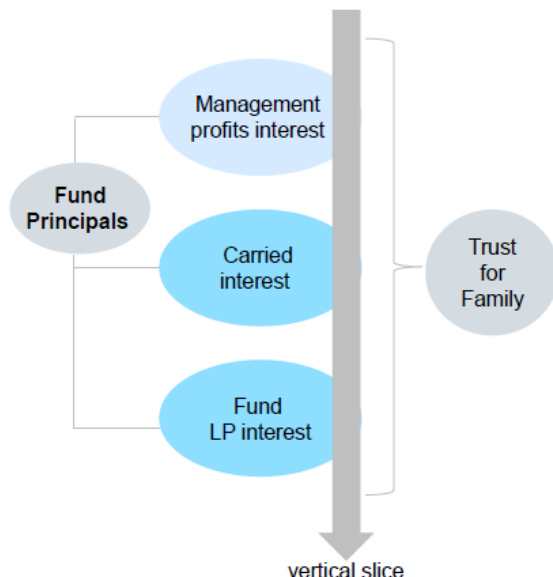 Management
profits interest
Fund
Principals
Carried
interest
Trust
for
Family
Fund
LP interest
vertical slice